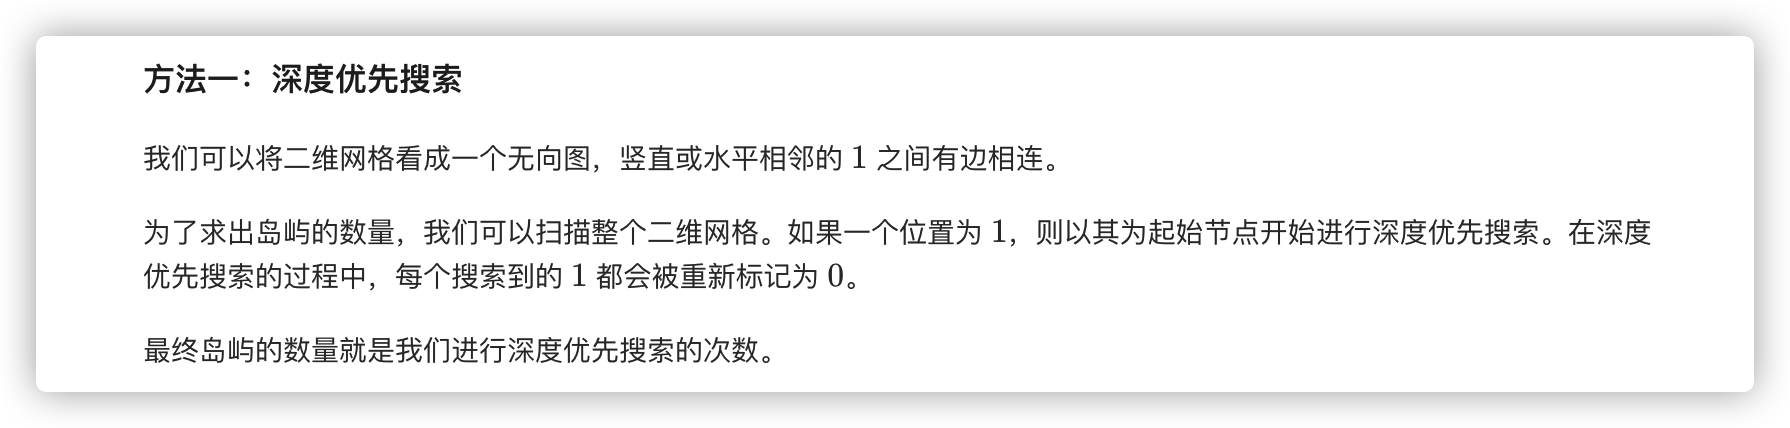 方法一：深度优先搜索
我们可以将二维网格看成一个无向图，竖直或水平相邻的 1 之间有边相连。
为了求出岛屿的数量，我们可以扫描整个二维网格。如果一个位置为 1，则以其为起始节点开始进行深度优先搜索。在深度
优先搜索的过程中，每个搜索到的 1 都会被重新标记为 0。
最终岛屿的数量就是我们进行深度优先搜索的次数。